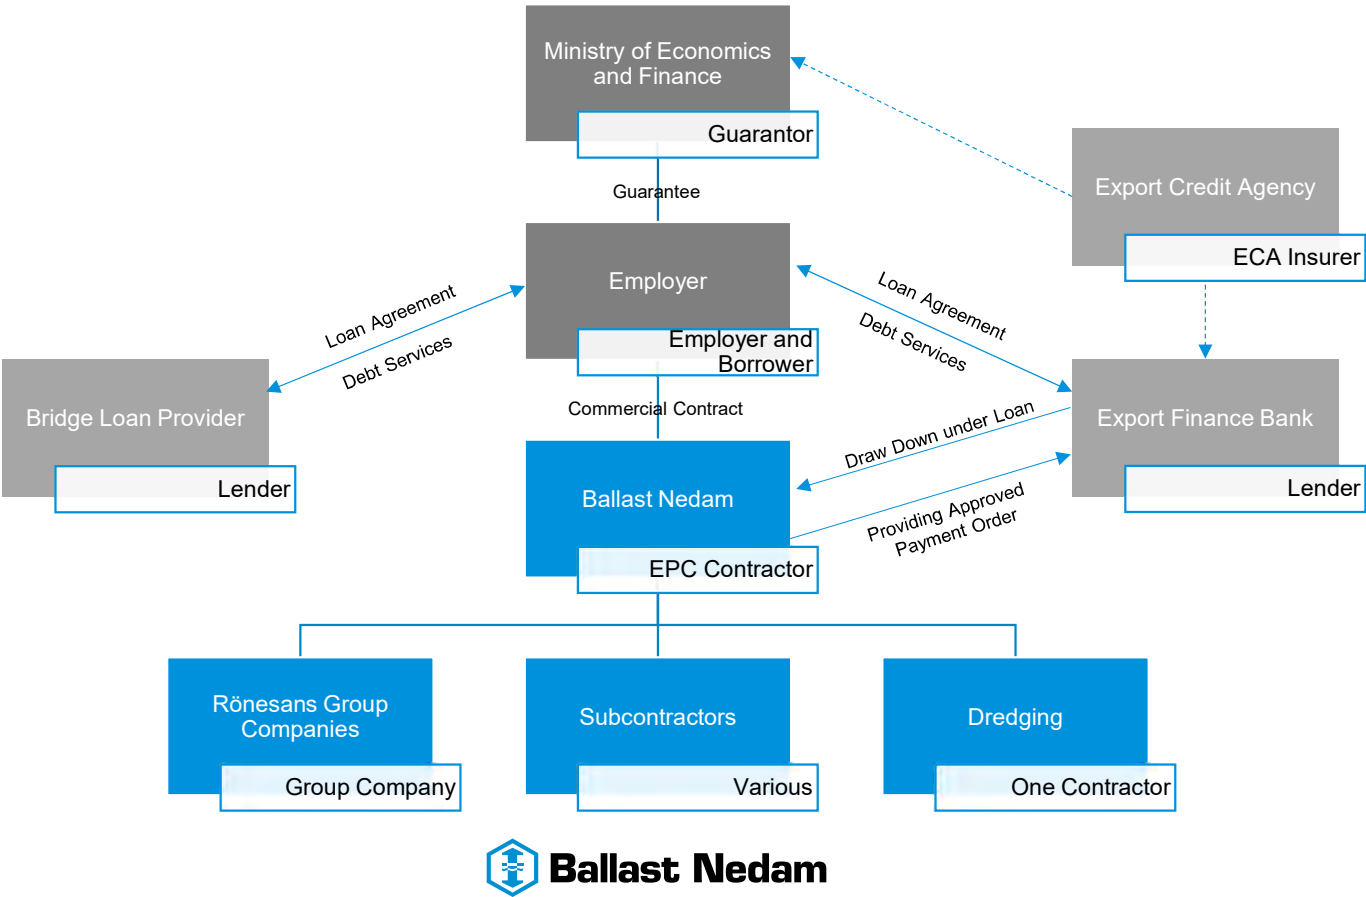 Ministry of Economics
and Finance
Guarantor
Guarantee
Export Credit Agency
ECA Insurer
Employer
Employer and
Borrower
Loan Agreement
Debt Services
Loan Agreement
Debt Services
Bridge Loan Provider
Lender
Commercial Contract
Export Finance Bank
Lender
Draw Down under Loan
Providing Approved
Payment Order
Ballast Nedam
EPC Contractor
Rönesans Group
Companies
Group Company
Subcontractors
Various
Dredging
One Contractor
Ballast Nedam